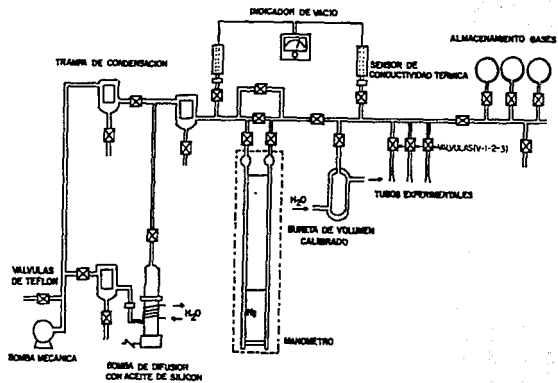 INDICADOR DE VACIO
ALMACENAMIENTO GASES
TRAMPA DE CONDENSACION
SENSOR DE
CONDUCTIVIDAD TERMICA
VALVULAS(V-1-2-3)
TUBOS EXPERIMENTALES
H₂O
BURETA DE VOLUMEN
CALIBRADO
VALVULAS
DE TEFLON
H₂O
Hg
MANOMETRO
BOMBA MECANICA
BOMBA DE DIFUSOR
CON ACEITE DE SILICON